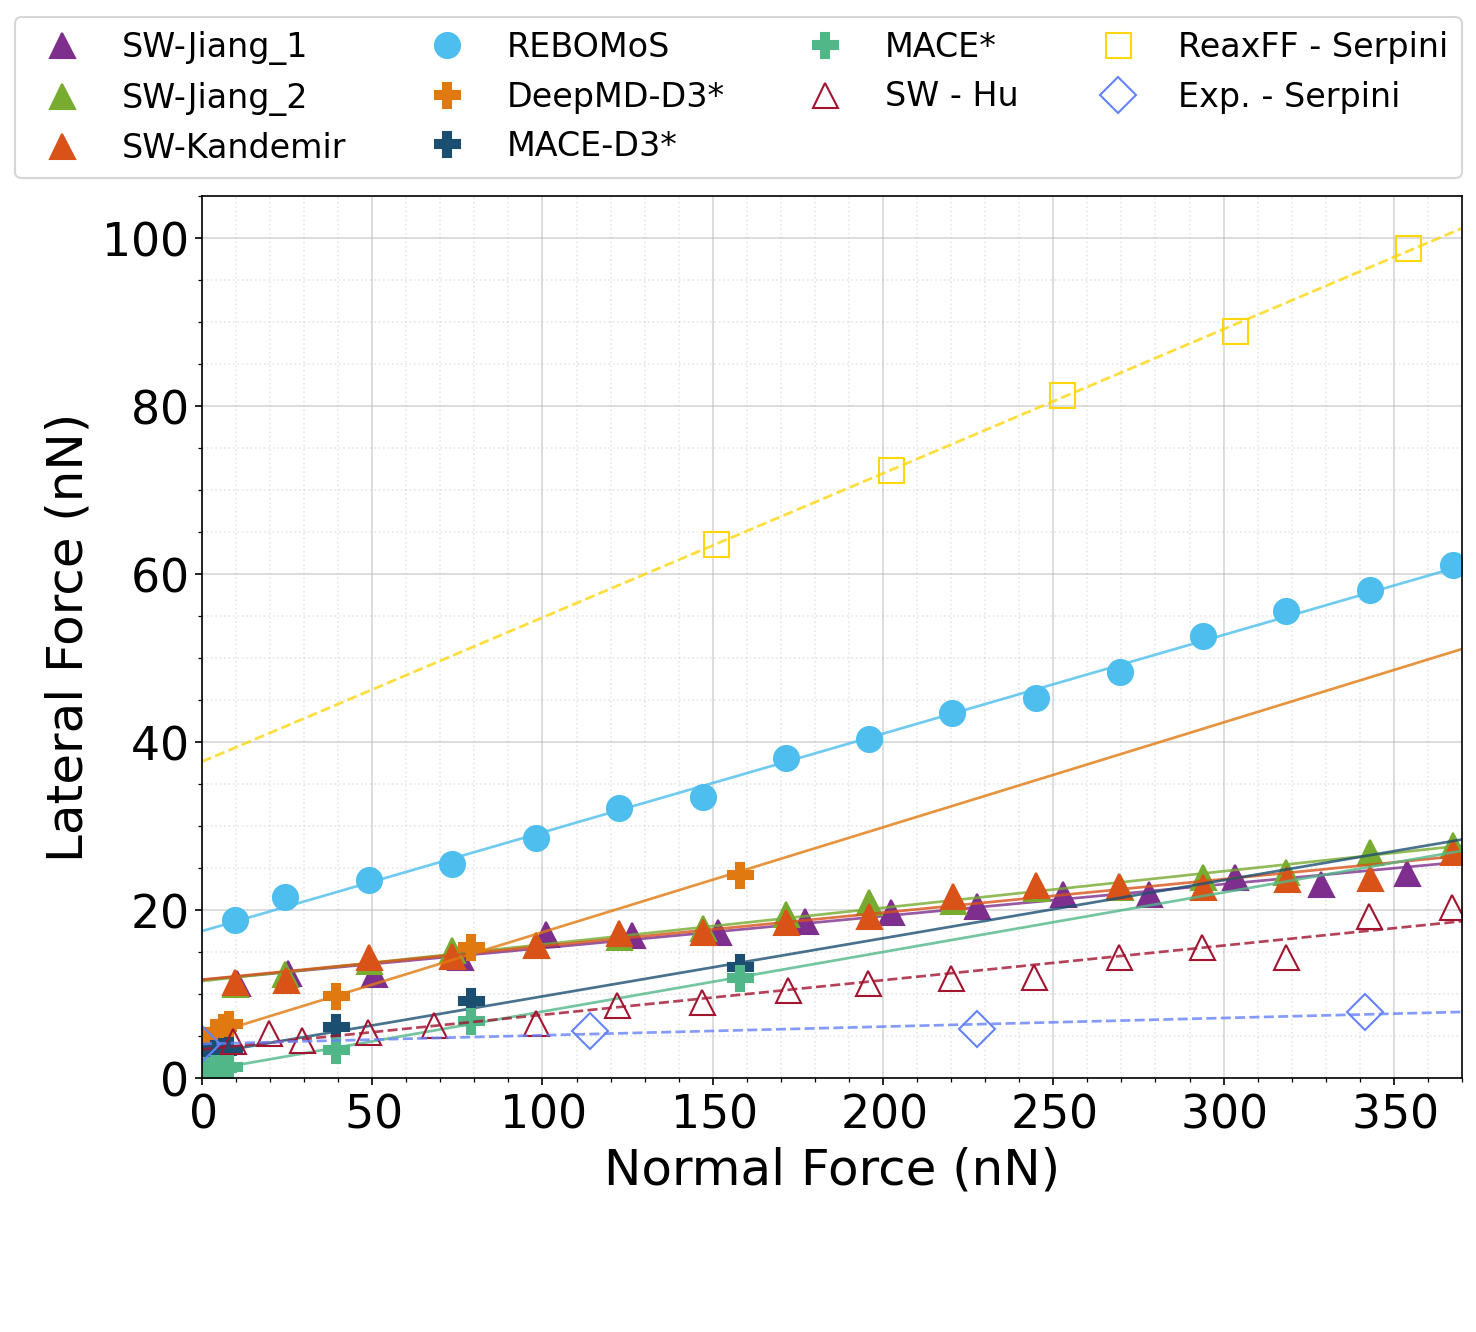 SW-Jiang_1 REBOMoS MACE* ReaxFF - Serpini
SW-Jiang_2 DeepMD-D3* SW - Hu Exp. - Serpini
SW-Kandemir MACE-D3*
100
80
60
40
20
0
Lateral Force (nN)
0 50 100 150 200 250 300 350
Normal Force (nN)